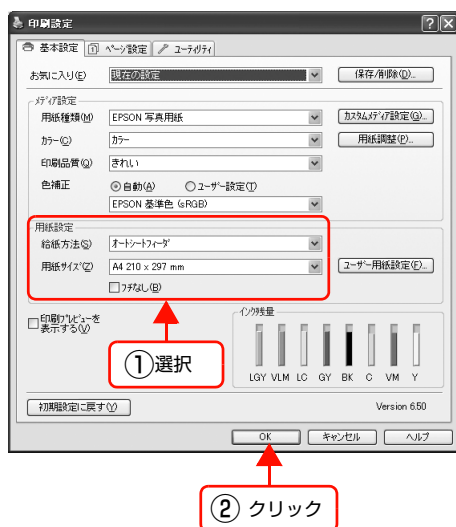 印刷設定
基本設定 ページ設定 ユーティリティ
お気に入り(E) 現在の設定 保存/削除(D)...
メディア設定
用紙種類(M) EPSON 写真用紙 カスタムメディア設定(G)...
カラー(C) カラー 用紙調整(P)...
印刷品質(Q) きれい
色補正 自動(A) ユーザー設定(T)
EPSON 基準色 (sRGB)
用紙設定
給紙方法(S) オートシートフィーダ
用紙サイズ(Z) A4 210 x 297 mm ユーザー用紙設定(F)...
フチなし(B)
印刷プレビューを
表示する(V)
インク残量
①選択
LGY VLM LC GY BK C VM Y
初期設定に戻す(Y) Version 6.50
OK キャンセル ヘルプ
② クリック